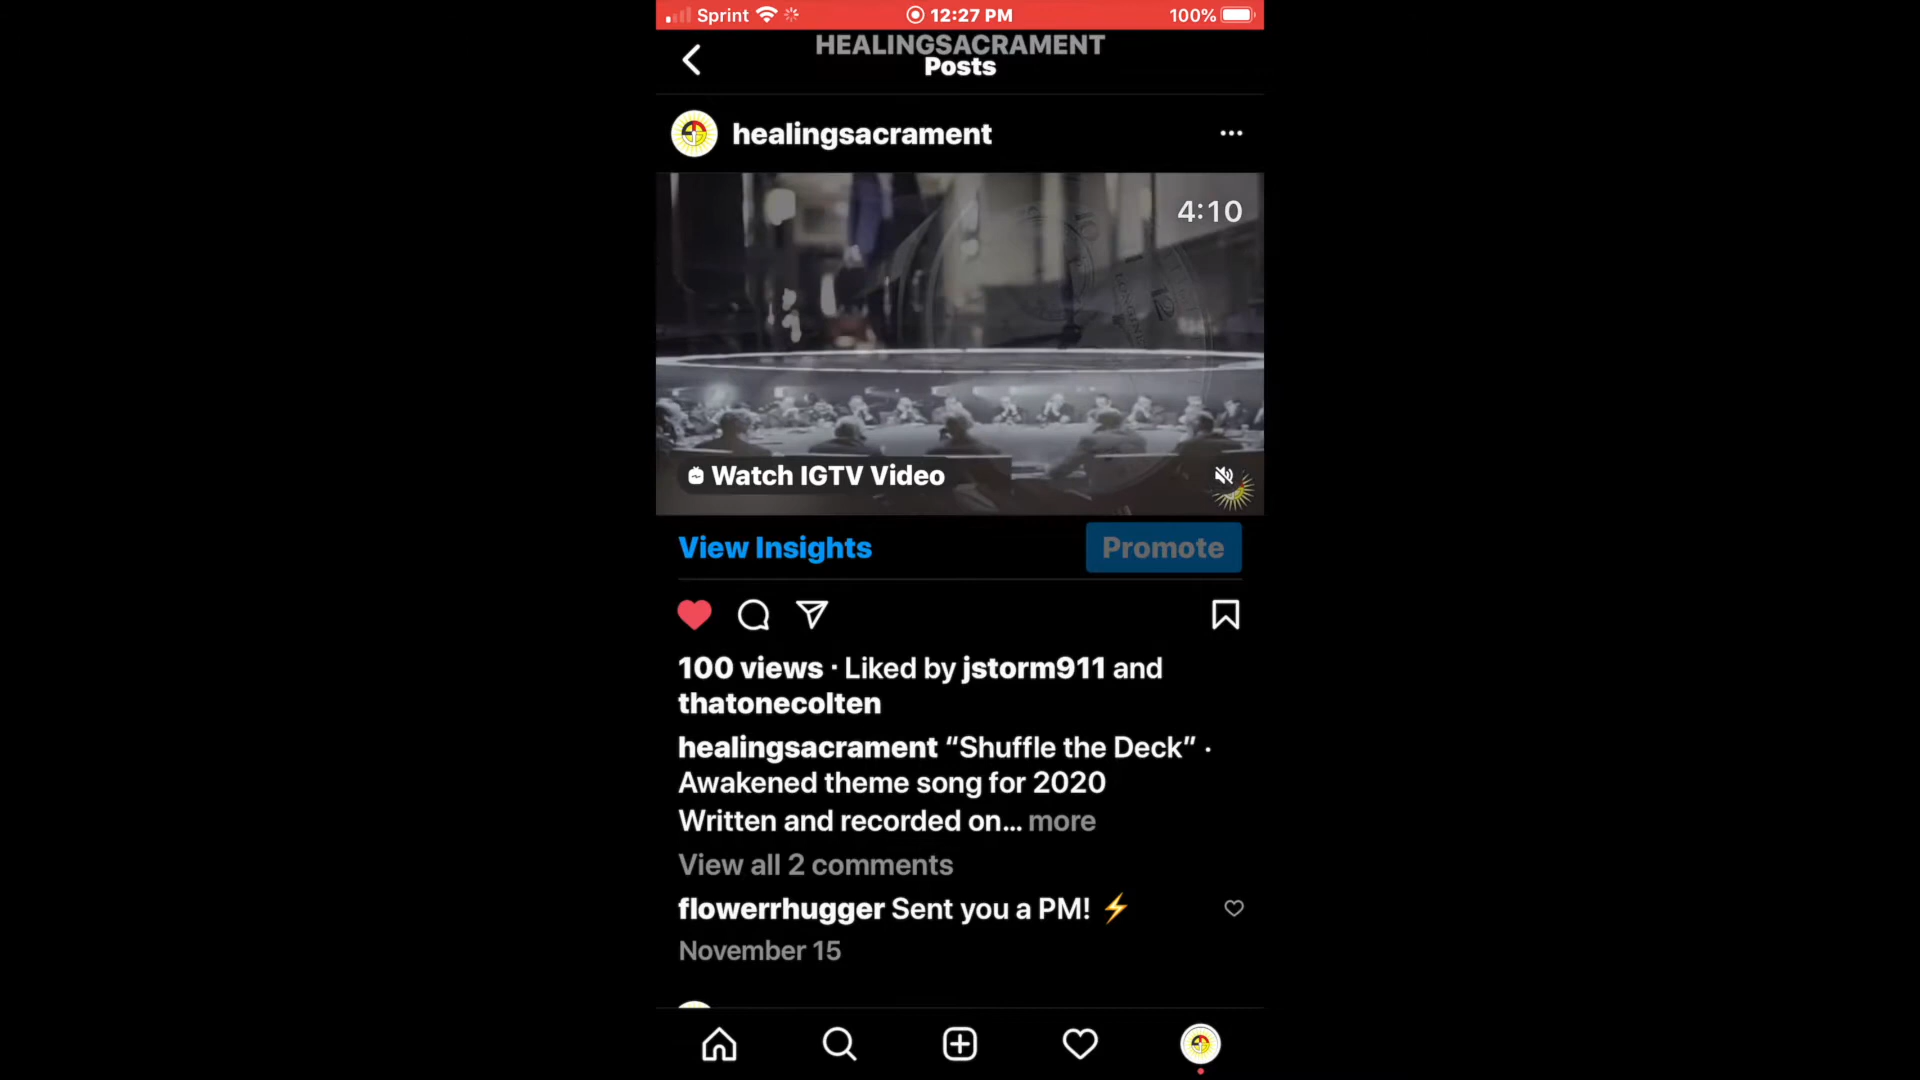 Sprint 12:27 PM 100%
HEALINGSACRAMENT
Posts
healingsacrament
4:10
12
Watch IGTV Video
View Insights Promote
100 views · Liked by jstorm911 and
thatonecolten
healingsacrament “Shuffle the Deck” ·
Awakened theme song for 2020
Written and recorded on... more
View all 2 comments
flowerrhugger Sent you a PM! ⚡
November 15